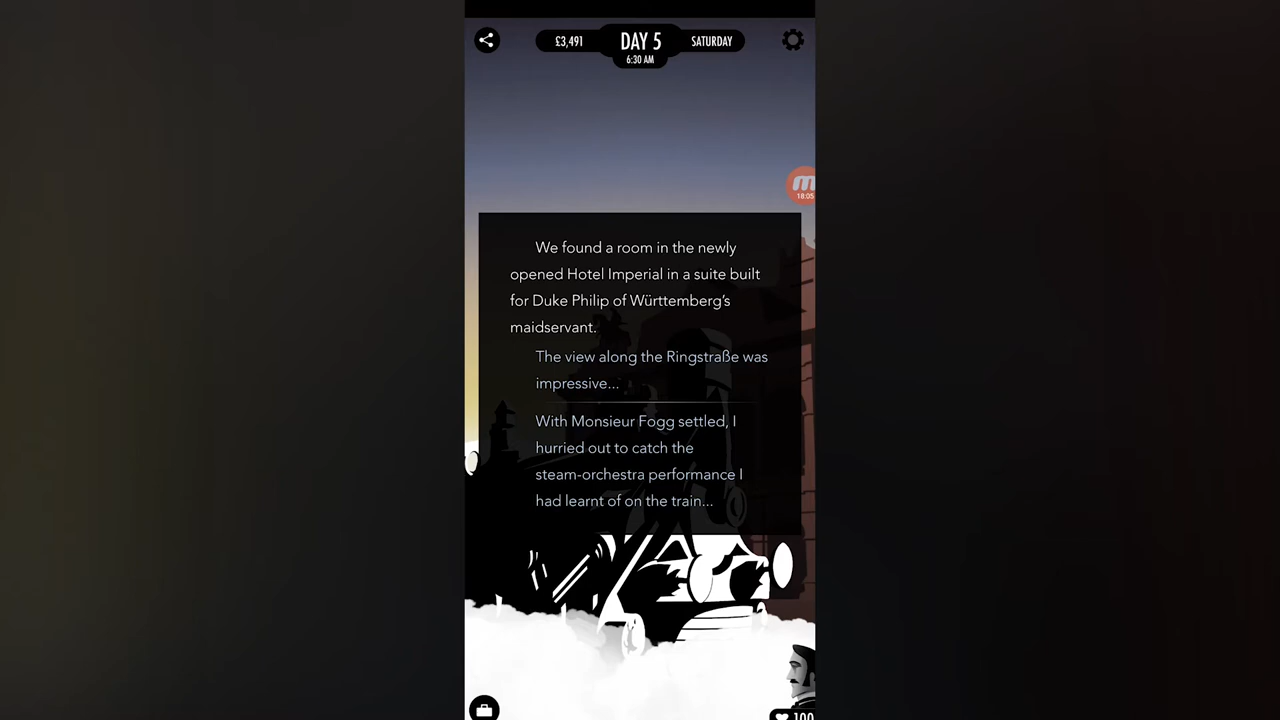 £3,491
DAY 5
SATURDAY
6:30 AM
18:05
We found a room in the newly
opened Hotel Imperial in a suite built
for Duke Philip of Württemberg’s
maidservant.
The view along the Ringstraße was
impressive...
With Monsieur Fogg settled, I
hurried out to catch the
steam-orchestra performance I
had learnt of on the train...
100